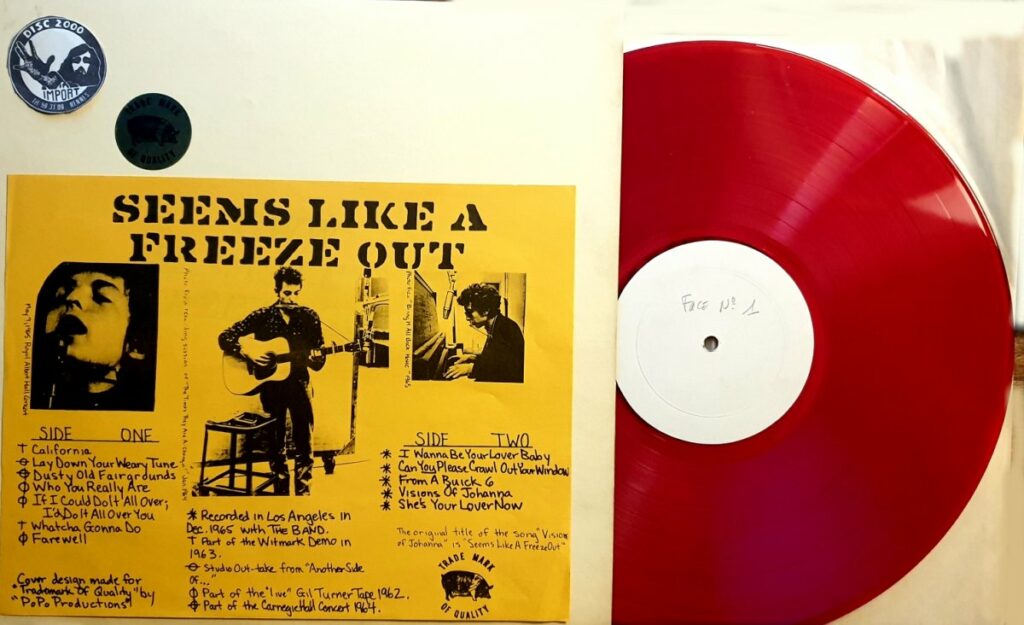 DISC 2000
IMPORT
TRADE MARK
OF QUALITY
SEEMS LIKE A
FREEZE OUT
SIDE ONE
† California
⦵ Lay Down Your Weary Tune
ϕ Dusty Old Fairgrounds
ϕ Who You Really Are
ϕ If I Could Do It All Over,
I'd Do It All Over You
† Whatcha Gonna Do
ϕ Farewell
Cover design made for
"Trademark Of Quality" by
"DoPo Productions"!
* Recorded in Los Angeles in
Dec. 1965 with THE BAND.
† Part of the Witmark Demo in
1963.
⦵ Studio Out-take from "Another Side
of..."
ϕ Part of the "live" Gil Turner Tape 1962.
Part of the Carnegie Hall Concert 1964.
SIDE TWO
* I Wanna Be Your Lover Baby
* Can You Please Crawl Out Your Window
* From A Buick 6
* Visions Of Johanna
* She's Your Lover Now
The original title of the song "Visions
of Johanna" is "Seems Like A Freeze Out"
TRADE MARK
OF QUALITY
FACE Nº 1